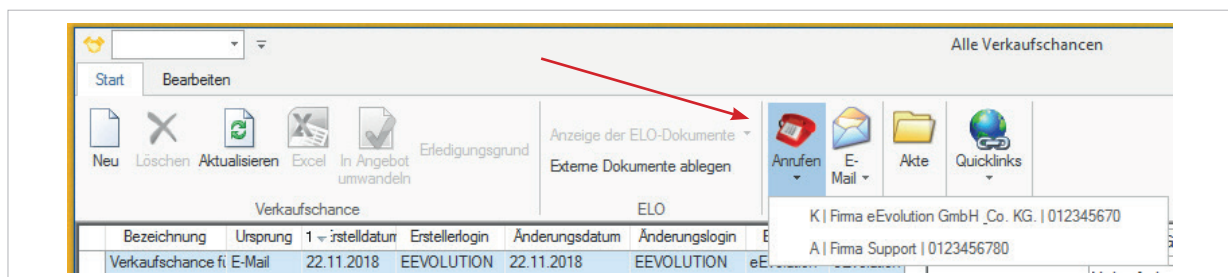 Alle Verkaufschancen
Start Bearbeiten
Neu Löschen Aktualisieren Excel In Angebot umwandeln Erledigungsgrund
Anzeige der ELO-Dokumente
Externe Dokumente ablegen
Anrufen E-Mail Akte Quicklinks
Verkaufschance ELO
K | Firma eEvolution GmbH _Co. KG. | 012345670
A | Firma Support | 0123456780
Bezeichnung Ursprung 1 Erstellerlogin Änderungsdatum Änderungslogin
Verkaufschance E-Mail 22.11.2018 EEVOLUTION 22.11.2018 EEVOLUTION